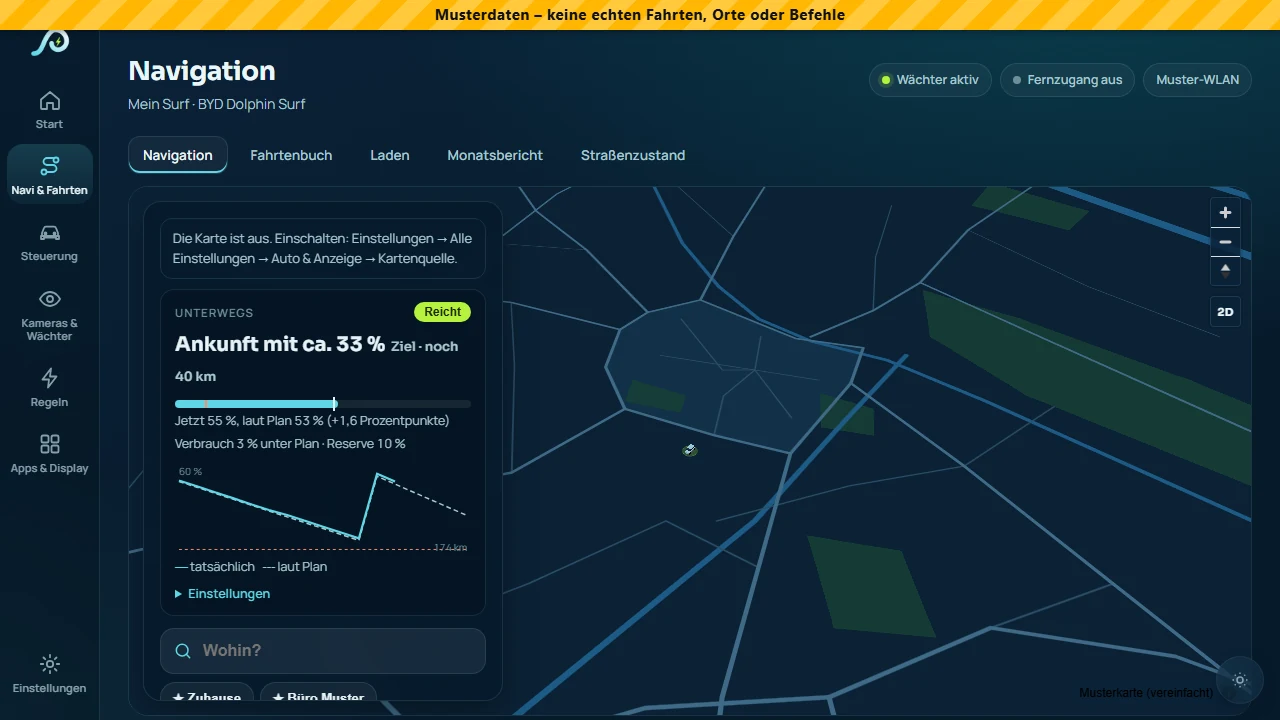 Musterdaten – keine echten Fahrten, Orte oder Befehle
Navigation
Mein Surf · BYD Dolphin Surf
Wächter aktiv
Fernzugang aus
Muster-WLAN
Start
Navi & Fahrten
Steuerung
Kameras &
Wächter
Regeln
Apps & Display
Einstellungen
Navigation
Fahrtenbuch
Laden
Monatsbericht
Straßenzustand
Die Karte ist aus. Einschalten: Einstellungen → Alle
Einstellungen → Auto & Anzeige → Kartenquelle.
UNTERWEGS
Reicht
Ankunft mit ca. 33 % Ziel · noch
40 km
Jetzt 55 %, laut Plan 53 % (+1,6 Prozentpunkte)
Verbrauch 3 % unter Plan · Reserve 10 %
60 %
174 km
— tatsächlich --- laut Plan
▶ Einstellungen
Wohin?
★ Zuhause
★ Büro Muster
+
−
2D
Musterkarte (vereinfacht)